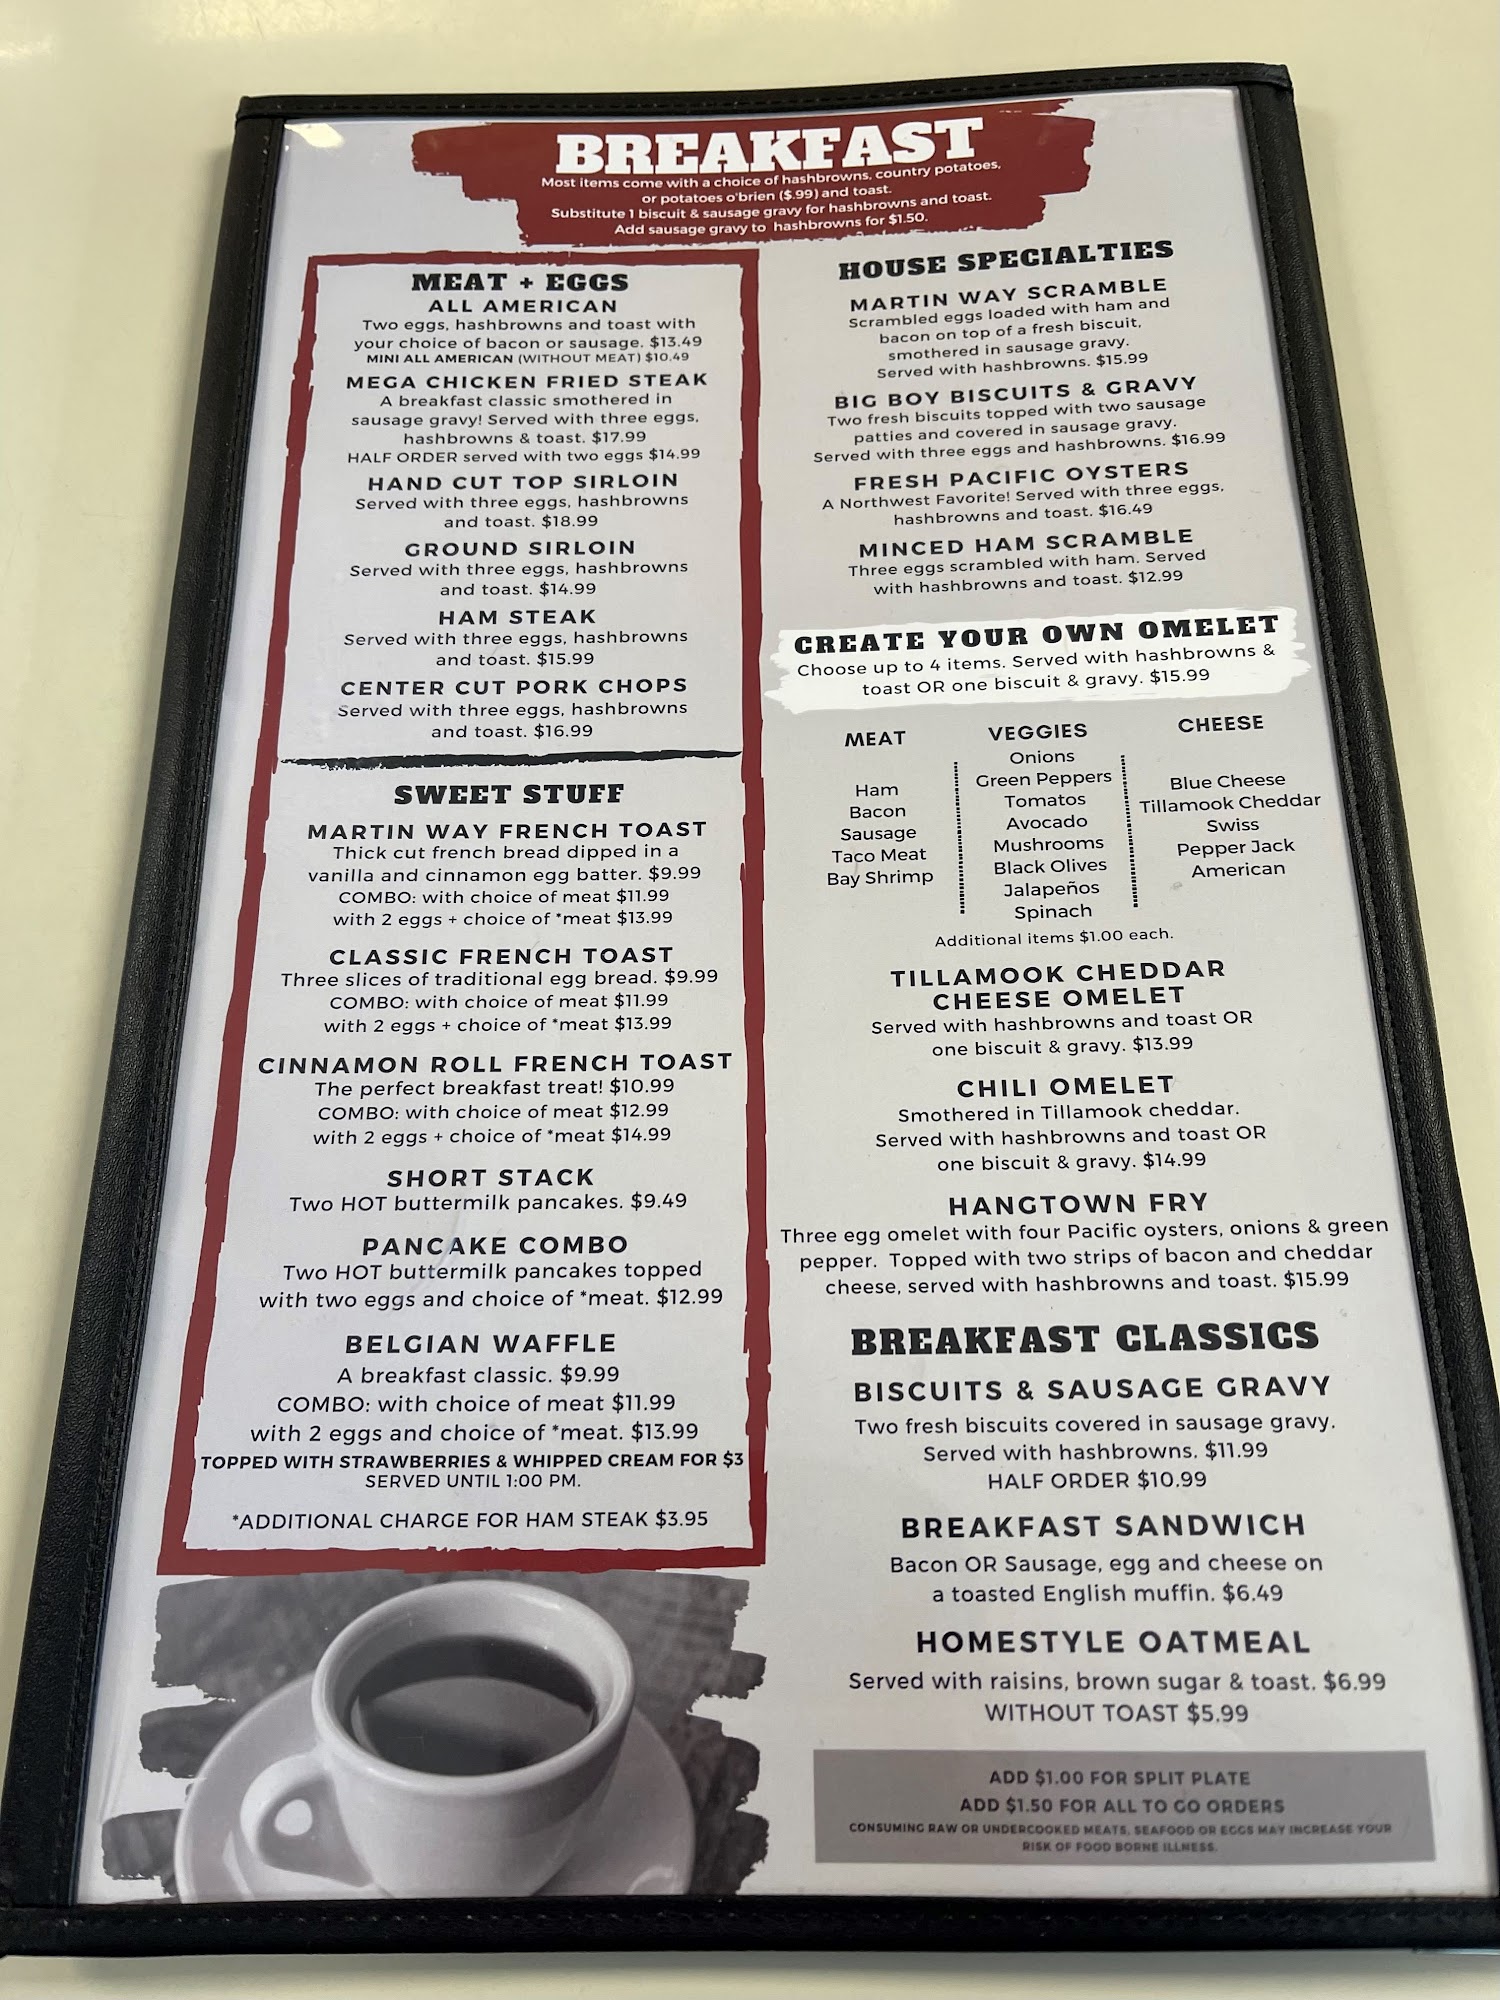 BREAKFAST
Most items come with a choice of hashbrowns, country potatoes,
or potatoes o'brien ($.99) and toast.
Substitute 1 biscuit & sausage gravy for hashbrowns and toast.
Add sausage gravy to hashbrowns for $1.50.
MEAT + EGGS
ALL AMERICAN
Two eggs, hashbrowns and toast with
your choice of bacon or sausage. $13.49
MINI ALL AMERICAN (WITHOUT MEAT) $10.49
MEGA CHICKEN FRIED STEAK
A breakfast classic smothered in
sausage gravy! Served with three eggs,
hashbrowns & toast. $17.99
HALF ORDER served with two eggs $14.99
HAND CUT TOP SIRLOIN
Served with three eggs, hashbrowns
and toast. $18.99
GROUND SIRLOIN
Served with three eggs, hashbrowns
and toast. $14.99
HAM STEAK
Served with three eggs, hashbrowns
and toast. $15.99
CENTER CUT PORK CHOPS
Served with three eggs, hashbrowns
and toast. $16.99
SWEET STUFF
MARTIN WAY FRENCH TOAST
Thick cut french bread dipped in a
vanilla and cinnamon egg batter. $9.99
COMBO: with choice of meat $11.99
with 2 eggs + choice of *meat $13.99
CLASSIC FRENCH TOAST
Three slices of traditional egg bread. $9.99
COMBO: with choice of meat $11.99
with 2 eggs + choice of *meat $13.99
CINNAMON ROLL FRENCH TOAST
The perfect breakfast treat! $10.99
COMBO: with choice of meat $12.99
with 2 eggs + choice of *meat $14.99
SHORT STACK
Two HOT buttermilk pancakes. $9.49
PANCAKE COMBO
Two HOT buttermilk pancakes topped
with two eggs and choice of *meat. $12.99
BELGIAN WAFFLE
A breakfast classic. $9.99
COMBO: with choice of meat $11.99
with 2 eggs and choice of *meat. $13.99
TOPPED WITH STRAWBERRIES & WHIPPED CREAM FOR $3
SERVED UNTIL 1:00 PM.
*ADDITIONAL CHARGE FOR HAM STEAK $3.95
HOUSE SPECIALTIES
MARTIN WAY SCRAMBLE
Scrambled eggs loaded with ham and
bacon on top of a fresh biscuit,
smothered in sausage gravy.
Served with hashbrowns. $15.99
BIG BOY BISCUITS & GRAVY
Two fresh biscuits topped with two sausage
patties and covered in sausage gravy.
Served with three eggs and hashbrowns. $16.99
FRESH PACIFIC OYSTERS
A Northwest Favorite! Served with three eggs,
hashbrowns and toast. $16.49
MINCED HAM SCRAMBLE
Three eggs scrambled with ham. Served
with hashbrowns and toast. $12.99
CREATE YOUR OWN OMELET
Choose up to 4 items. Served with hashbrowns &
toast OR one biscuit & gravy. $15.99
MEAT
Ham
Bacon
Sausage
Taco Meat
Bay Shrimp
VEGGIES
Onions
Green Peppers
Tomatos
Avocado
Mushrooms
Black Olives
Jalapeños
Spinach
CHEESE
Blue Cheese
Tillamook Cheddar
Swiss
Pepper Jack
American
Additional items $1.00 each.
TILLAMOOK CHEDDAR
CHEESE OMELET
Served with hashbrowns and toast OR
one biscuit & gravy. $13.99
CHILI OMELET
Smothered in Tillamook cheddar.
Served with hashbrowns and toast OR
one biscuit & gravy. $14.99
HANGTOWN FRY
Three egg omelet with four Pacific oysters, onions & green
pepper. Topped with two strips of bacon and cheddar
cheese, served with hashbrowns and toast. $15.99
BREAKFAST CLASSICS
BISCUITS & SAUSAGE GRAVY
Two fresh biscuits covered in sausage gravy.
Served with hashbrowns. $11.99
HALF ORDER $10.99
BREAKFAST SANDWICH
Bacon OR Sausage, egg and cheese on
a toasted English muffin. $6.49
HOMESTYLE OATMEAL
Served with raisins, brown sugar & toast. $6.99
WITHOUT TOAST $5.99
ADD $1.00 FOR SPLIT PLATE
ADD $1.50 FOR ALL TO GO ORDERS
CONSUMING RAW OR UNDERCOOKED MEATS, SEAFOOD OR EGGS MAY INCREASE YOUR
RISK OF FOOD BORNE ILLNESS.